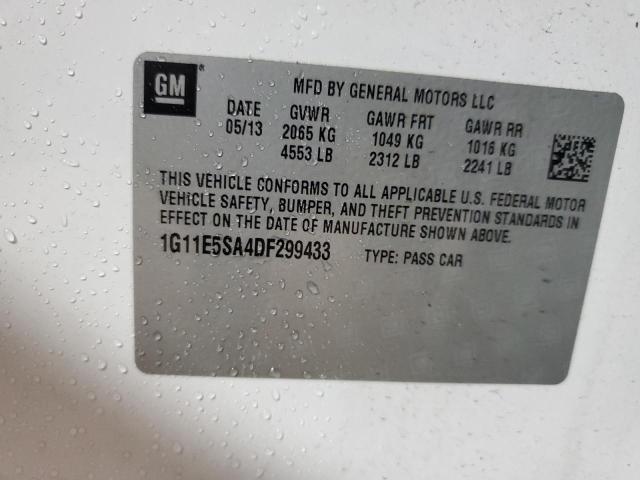 GM®
MFD BY GENERAL MOTORS LLC
DATE GVWR GAWR FRT GAWR RR
05/13 2065 KG 1049 KG 1016 KG
4553 LB 2312 LB 2241 LB
THIS VEHICLE CONFORMS TO ALL APPLICABLE U.S. FEDERAL MOTOR
VEHICLE SAFETY, BUMPER, AND THEFT PREVENTION STANDARDS IN
EFFECT ON THE DATE OF MANUFACTURE SHOWN ABOVE.
1G11E5SA4DF299433 TYPE: PASS CAR